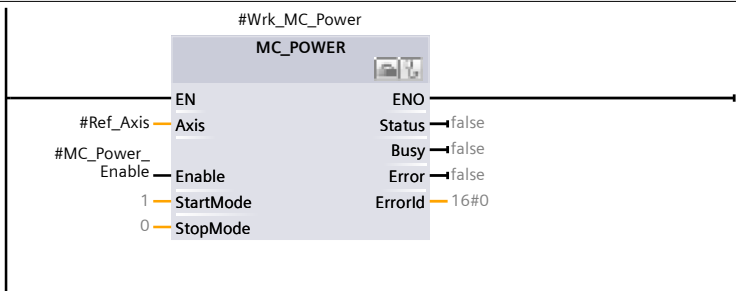 #Wrk_MC_Power
MC_POWER
EN ENO
#Ref_Axis Axis Status false
#MC_Power_
Busy false
Enable Enable Error false
1 StartMode ErrorId 16#0
0 StopMode